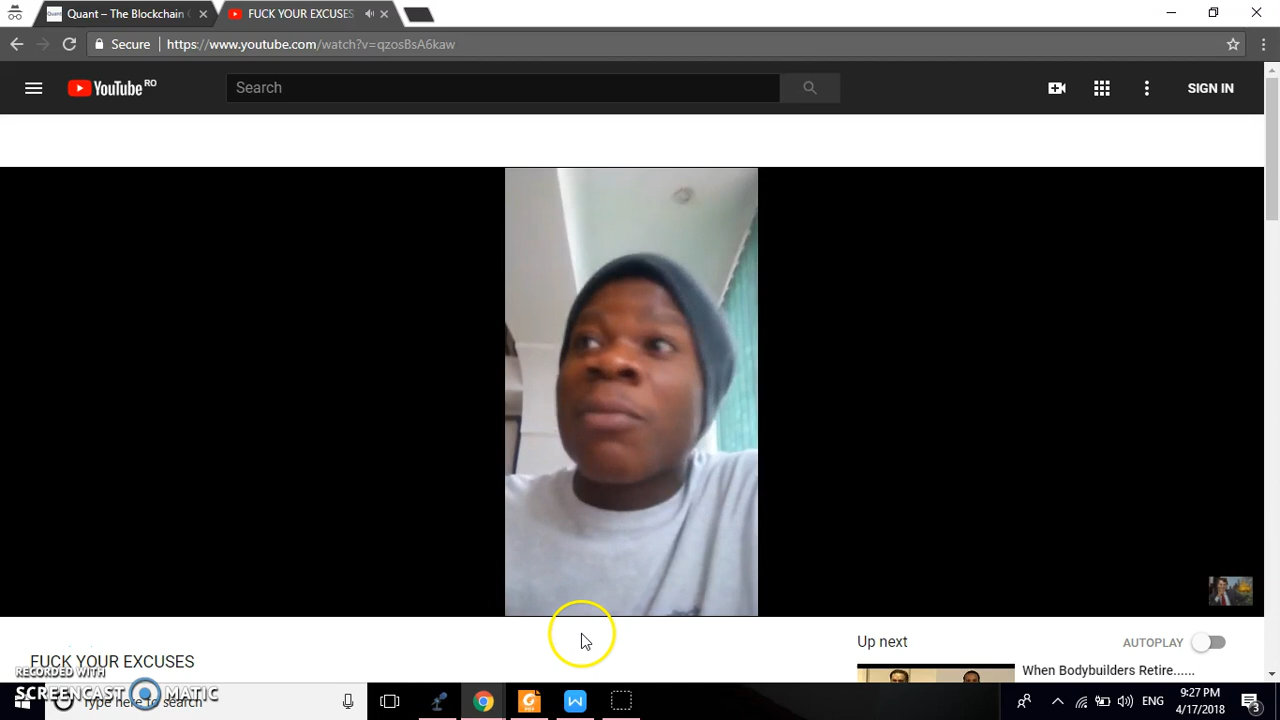 Quant – The Blockchain
FUCK YOUR EXCUSES
Secure
https://www.youtube.com/watch?v=qzosBsA6kaw
YouTube RO
Search
SIGN IN
FUCK YOUR EXCUSES
Up next
AUTOPLAY
When Bodybuilders Retire......
RECORDED WITH
SCREENCAST MATIC
Type here to search
ENG
9:27 PM
4/17/2018
3